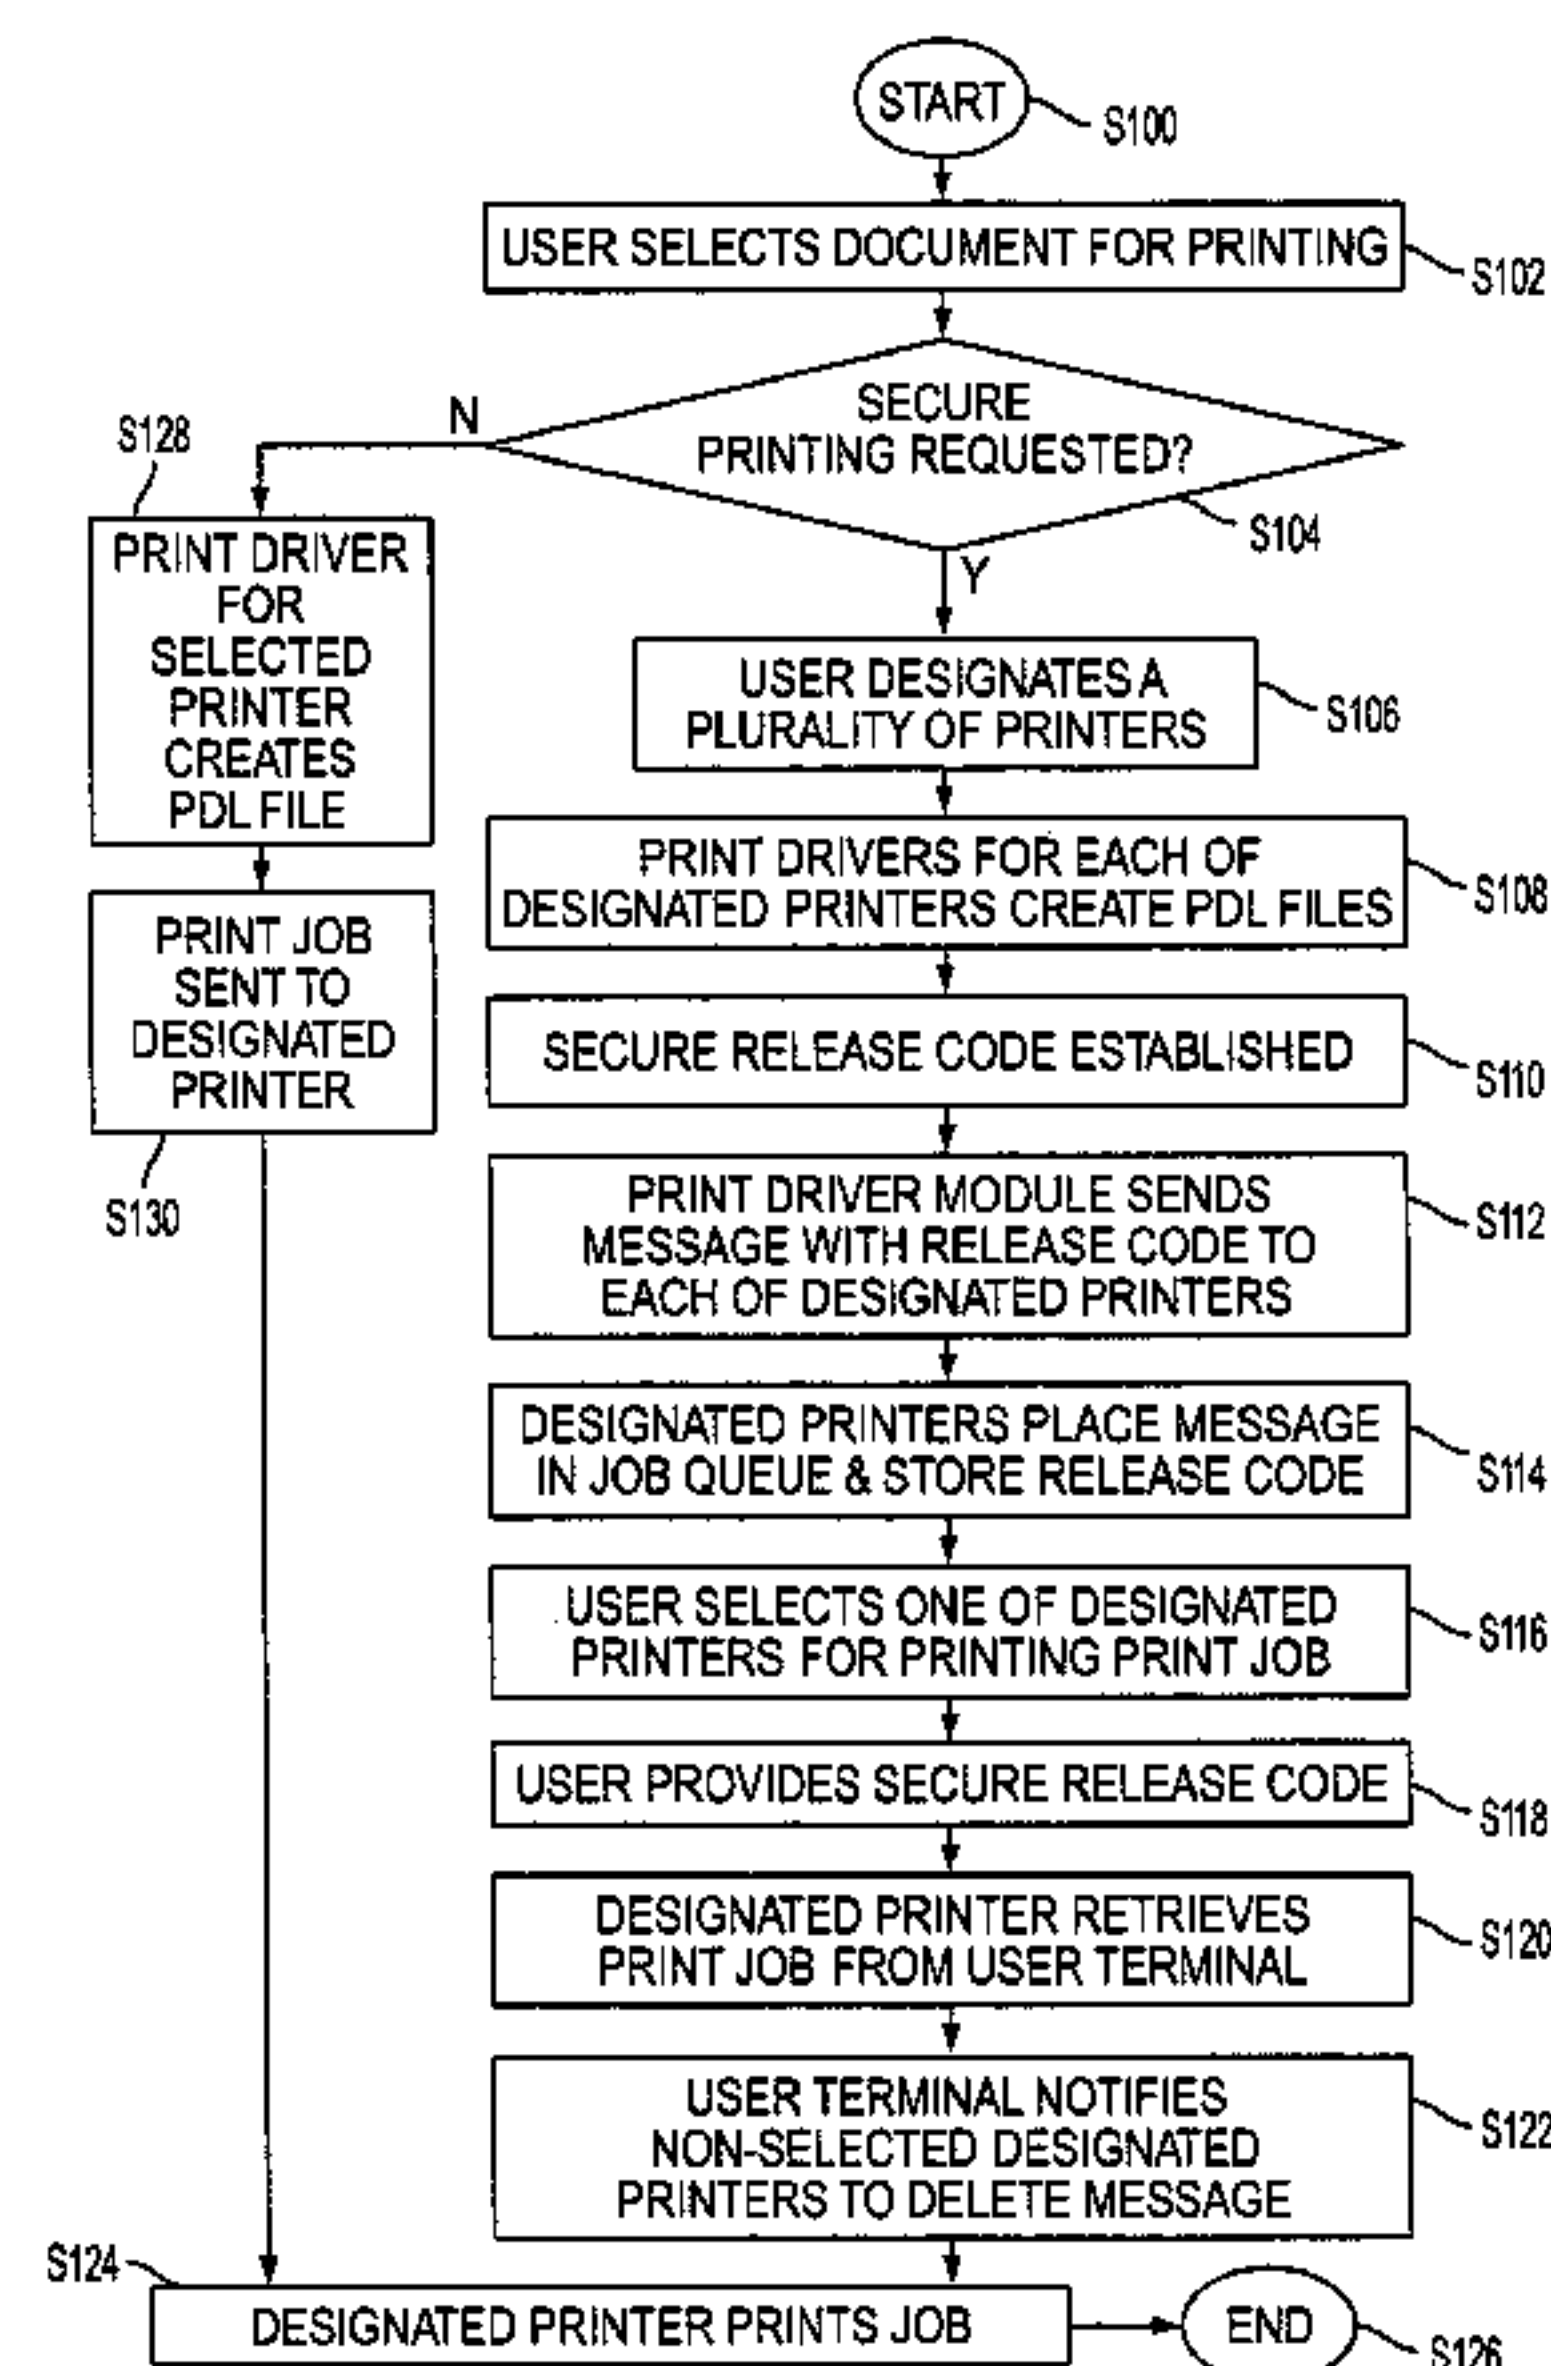 START
S100
USER SELECTS DOCUMENT FOR PRINTING
S102
SECURE
PRINTING REQUESTED?
S104
N
Y
S128
PRINT DRIVER
FOR
SELECTED
PRINTER
CREATES
PDL FILE
PRINT JOB
SENT TO
DESIGNATED
PRINTER
S130
USER DESIGNATES A
PLURALITY OF PRINTERS
S106
PRINT DRIVERS FOR EACH OF
DESIGNATED PRINTERS CREATE PDL FILES
S108
SECURE RELEASE CODE ESTABLISHED
S110
PRINT DRIVER MODULE SENDS
MESSAGE WITH RELEASE CODE TO
EACH OF DESIGNATED PRINTERS
S112
DESIGNATED PRINTERS PLACE MESSAGE
IN JOB QUEUE & STORE RELEASE CODE
S114
USER SELECTS ONE OF DESIGNATED
PRINTERS FOR PRINTING PRINT JOB
S116
USER PROVIDES SECURE RELEASE CODE
S118
DESIGNATED PRINTER RETRIEVES
PRINT JOB FROM USER TERMINAL
S120
USER TERMINAL NOTIFIES
NON-SELECTED DESIGNATED
PRINTERS TO DELETE MESSAGE
S122
S124
DESIGNATED PRINTER PRINTS JOB
END
S126